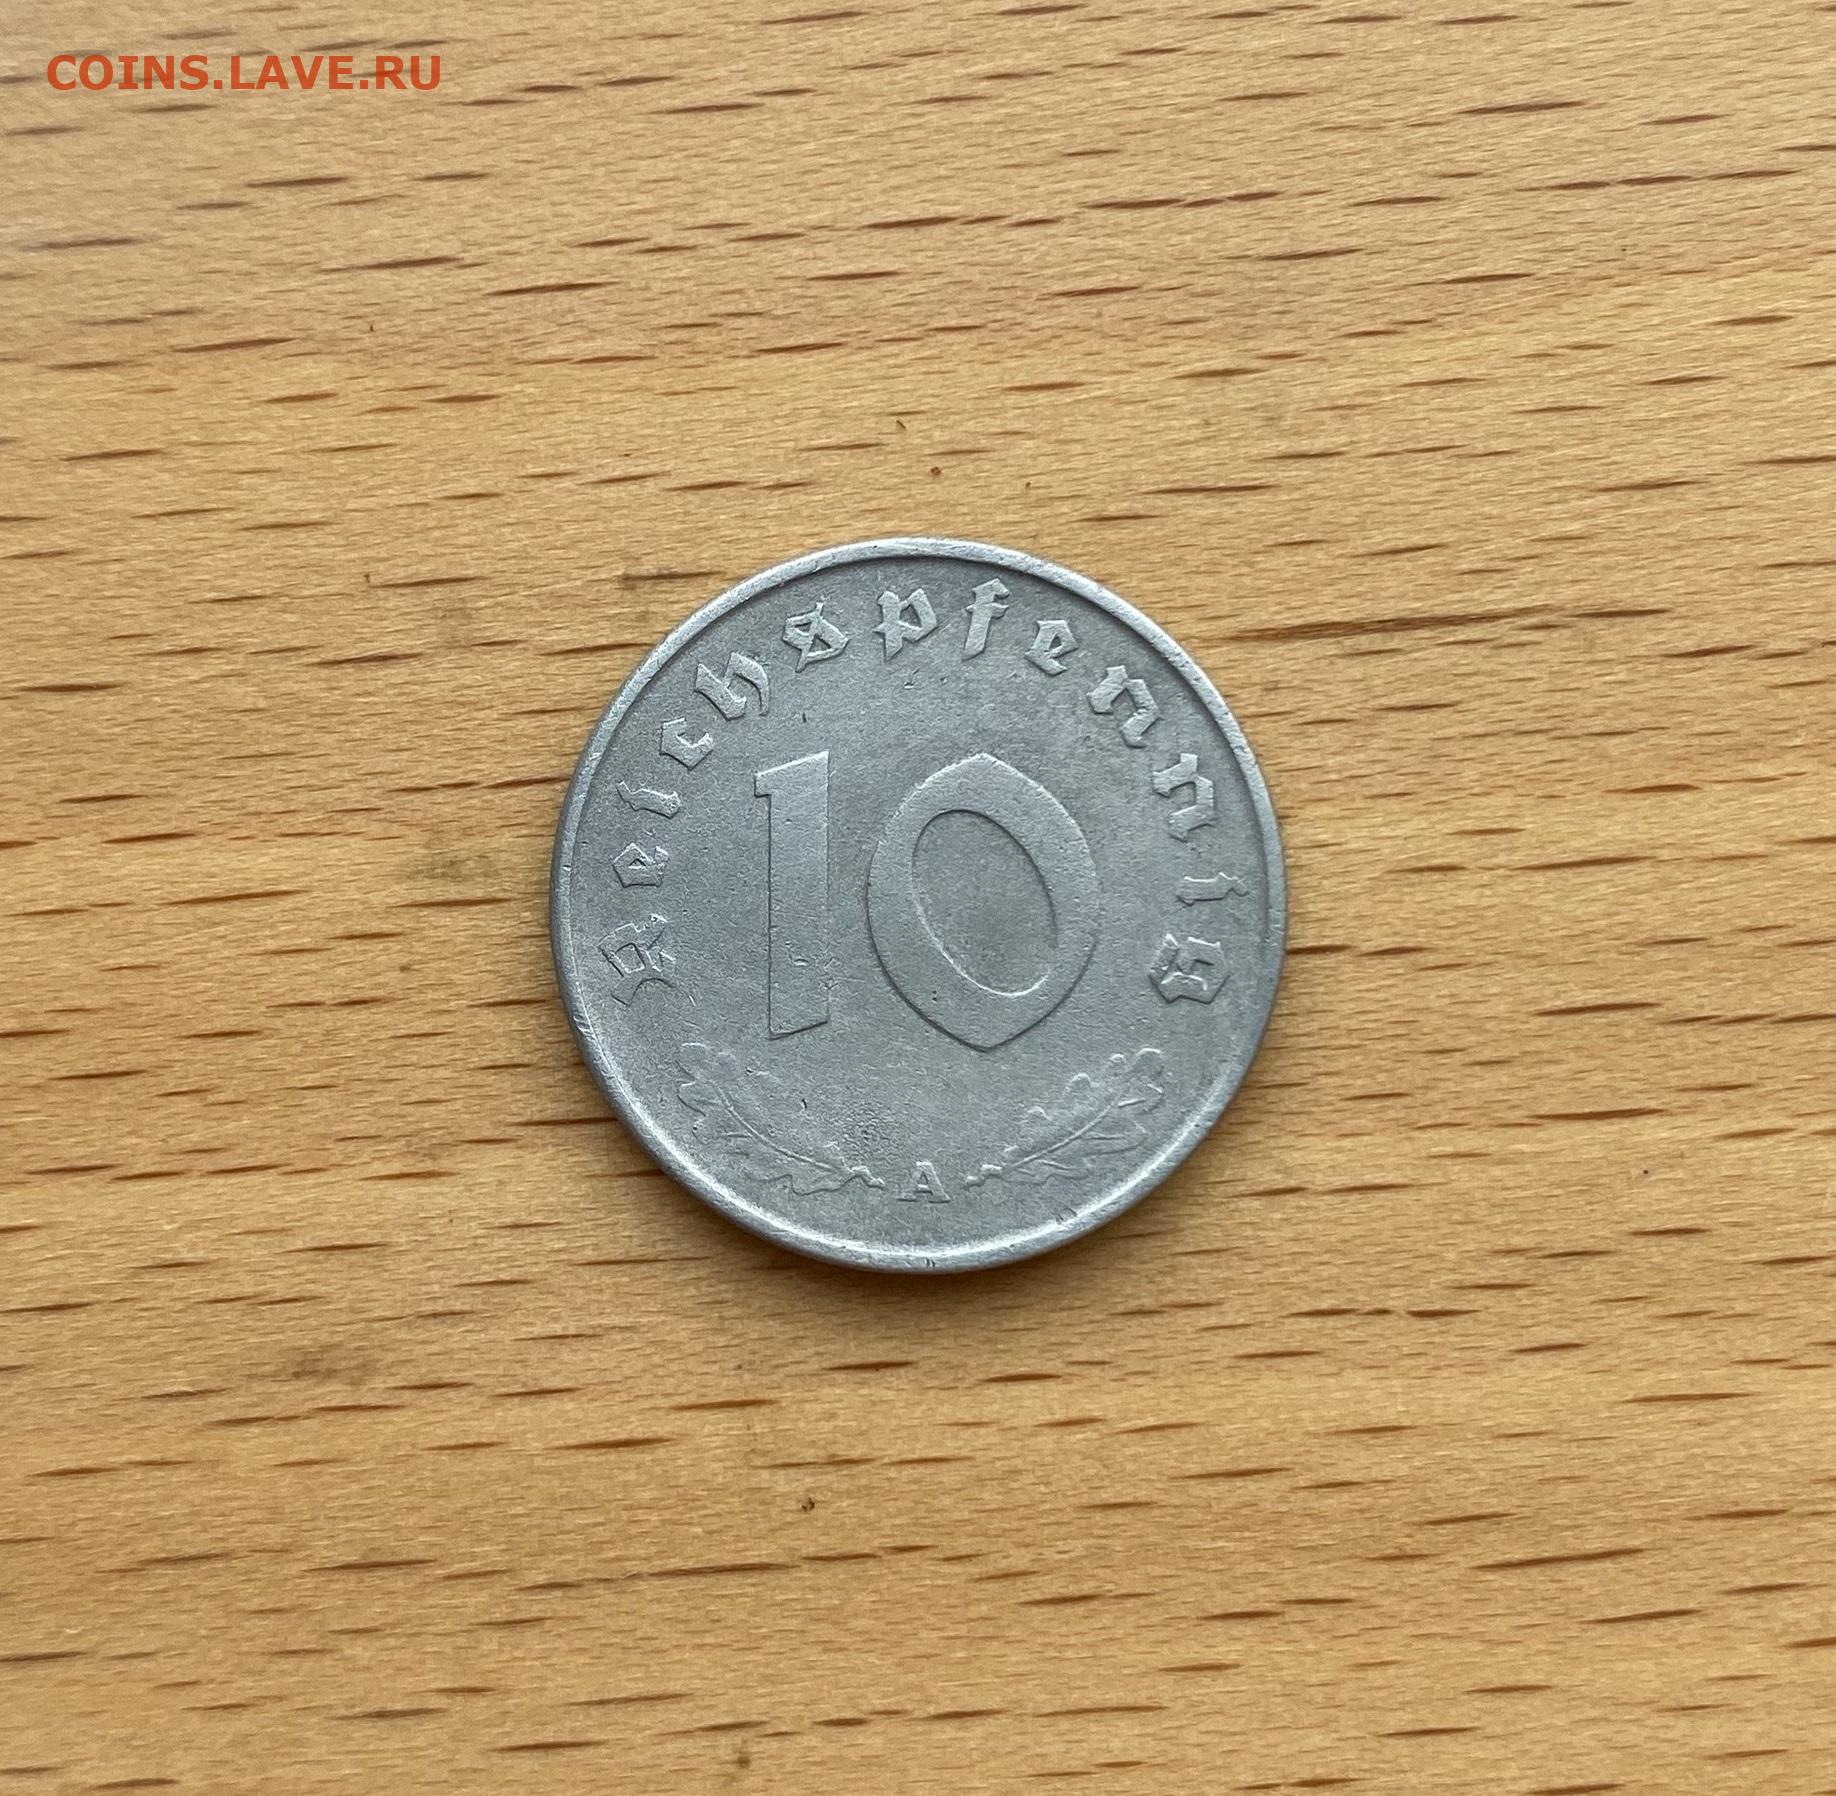 COINS.LAVE.RU
Reichspfennig
10
A